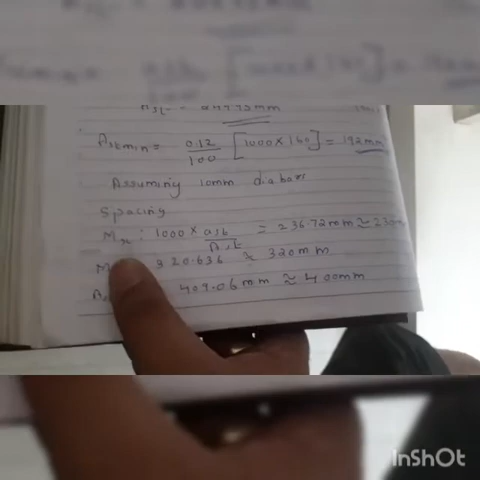 Astmin = 0.12/100 [1000 x 160] = 192mm
Assuming 10mm dia bars
Spacing
Mx : 1000 x ast/Ast = 236.72mm ≈ 230mm
320.636 ≈ 320mm
409.06mm ≈ 400mm
InShOt